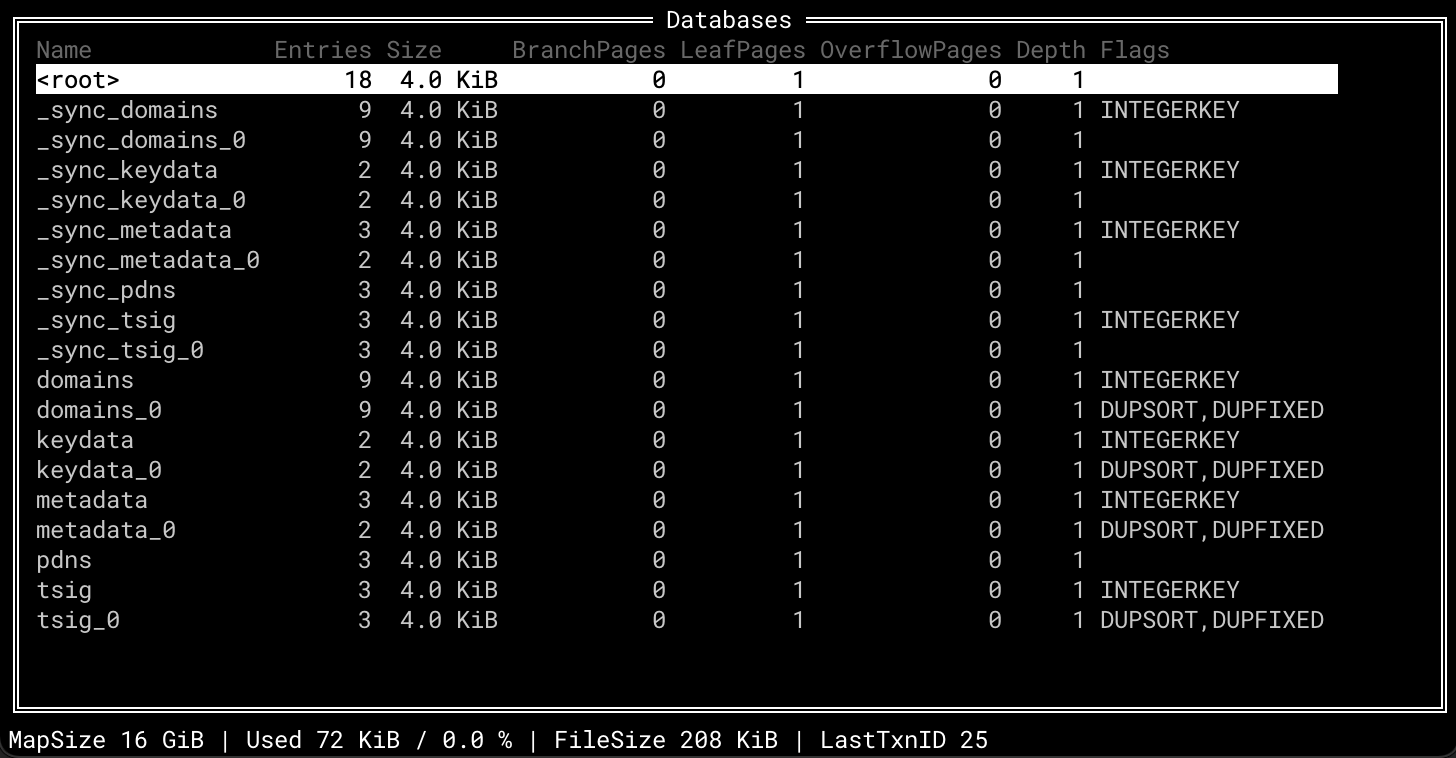 Databases
Name Entries Size BranchPages LeafPages OverflowPages Depth Flags
<root> 18 4.0 KiB 0 1 0 1
_sync_domains 9 4.0 KiB 0 1 0 1 INTEGERKEY
_sync_domains_0 9 4.0 KiB 0 1 0 1
_sync_keydata 2 4.0 KiB 0 1 0 1 INTEGERKEY
_sync_keydata_0 2 4.0 KiB 0 1 0 1
_sync_metadata 3 4.0 KiB 0 1 0 1 INTEGERKEY
_sync_metadata_0 2 4.0 KiB 0 1 0 1
_sync_pdns 3 4.0 KiB 0 1 0 1
_sync_tsig 3 4.0 KiB 0 1 0 1 INTEGERKEY
_sync_tsig_0 3 4.0 KiB 0 1 0 1
domains 9 4.0 KiB 0 1 0 1 INTEGERKEY
domains_0 9 4.0 KiB 0 1 0 1 DUPSORT,DUPFIXED
keydata 2 4.0 KiB 0 1 0 1 INTEGERKEY
keydata_0 2 4.0 KiB 0 1 0 1 DUPSORT,DUPFIXED
metadata 3 4.0 KiB 0 1 0 1 INTEGERKEY
metadata_0 2 4.0 KiB 0 1 0 1 DUPSORT,DUPFIXED
pdns 3 4.0 KiB 0 1 0 1
tsig 3 4.0 KiB 0 1 0 1 INTEGERKEY
tsig_0 3 4.0 KiB 0 1 0 1 DUPSORT,DUPFIXED
MapSize 16 GiB | Used 72 KiB / 0.0 % | FileSize 208 KiB | LastTxnID 25